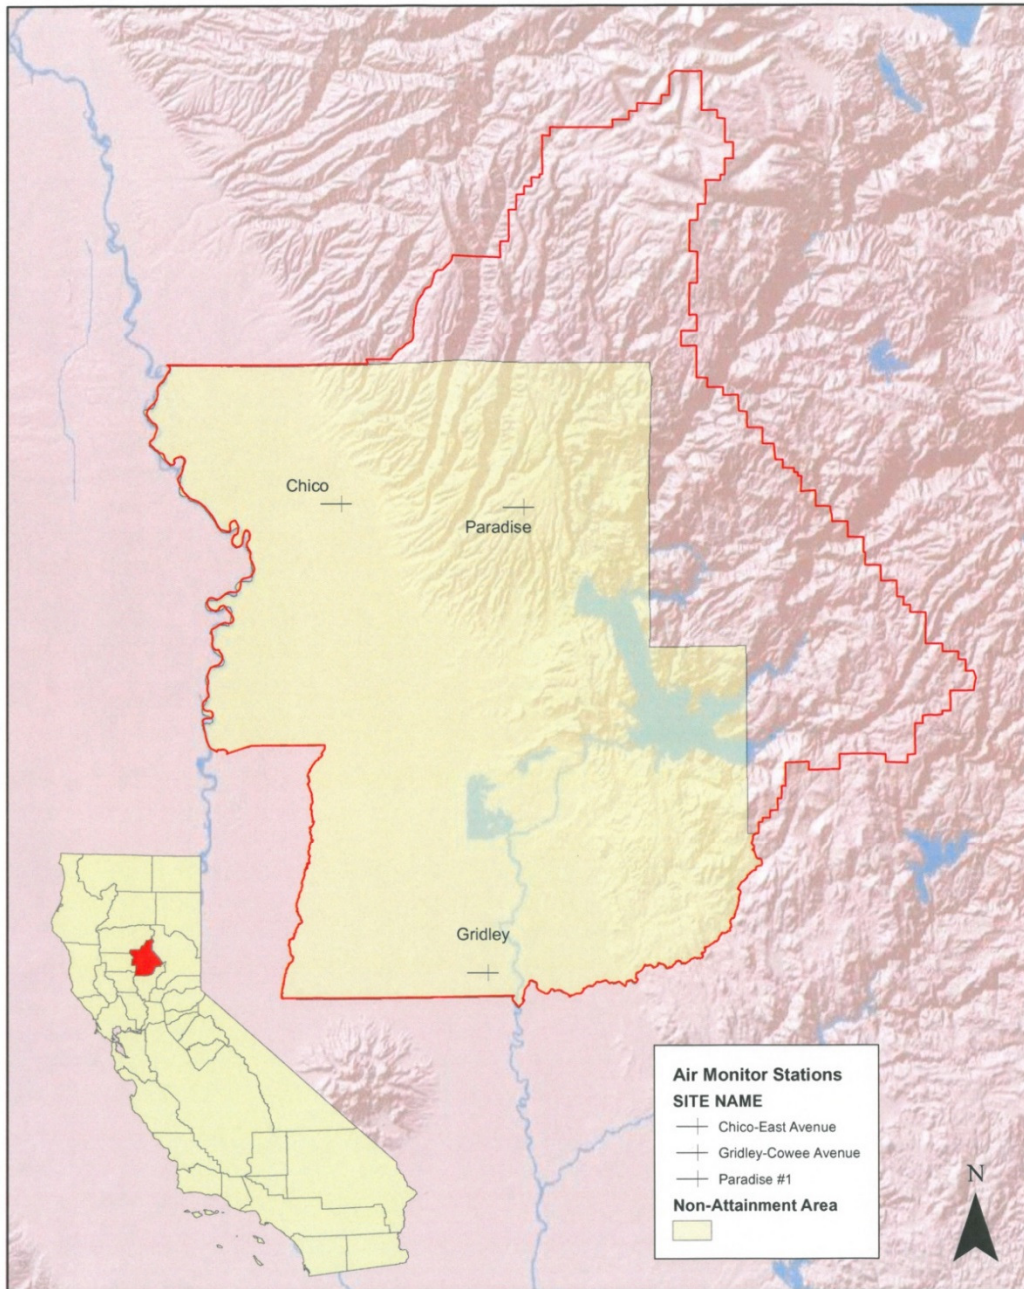 Chico
Paradise
Gridley
Air Monitor Stations
SITE NAME
Chico-East Avenue
Gridley-Cowee Avenue
Paradise #1
Non-Attainment Area
N